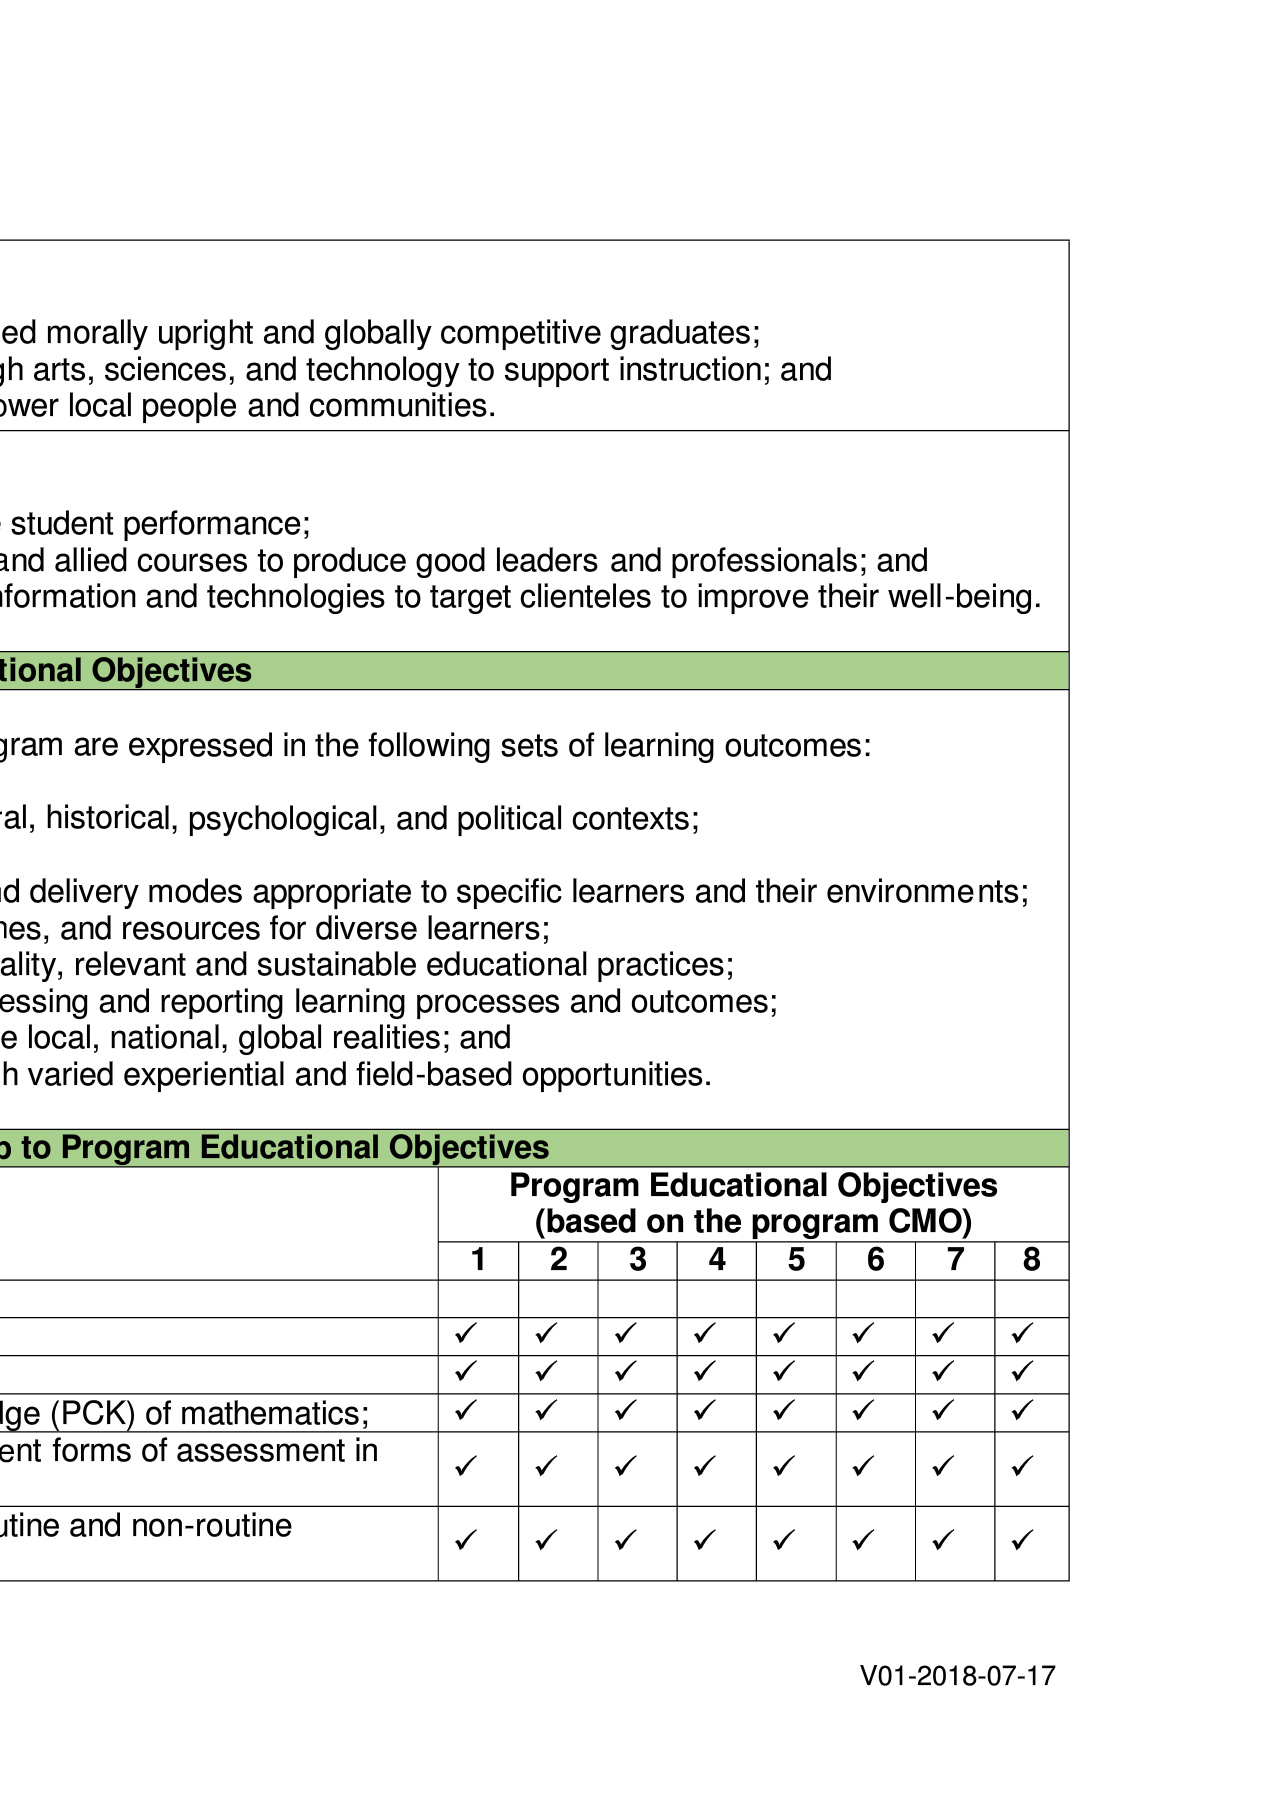 ed morally upright and globally competitive graduates;
gh arts, sciences, and technology to support instruction; and
ower local people and communities.
student performance;
and allied courses to produce good leaders and professionals; and
nformation and technologies to target clienteles to improve their well-being.
tional Objectives
gram are expressed in the following sets of learning outcomes:
ral, historical, psychological, and political contexts;
nd delivery modes appropriate to specific learners and their environments;
nes, and resources for diverse learners;
ality, relevant and sustainable educational practices;
essing and reporting learning processes and outcomes;
e local, national, global realities; and
h varied experiential and field-based opportunities.
p to Program Educational Objectives
Program Educational Objectives
(based on the program CMO)
1 2 3 4 5 6 7 8
✓ ✓ ✓ ✓ ✓ ✓ ✓ ✓
✓ ✓ ✓ ✓ ✓ ✓ ✓ ✓
dge (PCK) of mathematics; ✓ ✓ ✓ ✓ ✓ ✓ ✓ ✓
ent forms of assessment in
✓ ✓ ✓ ✓ ✓ ✓ ✓ ✓
utine and non-routine
✓ ✓ ✓ ✓ ✓ ✓ ✓ ✓
V01-2018-07-17